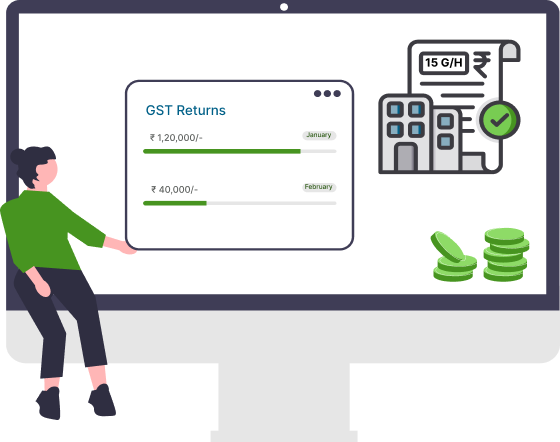 15 G/H
₹
GST Returns
₹ 1,20,000/-
January
₹ 40,000/-
February